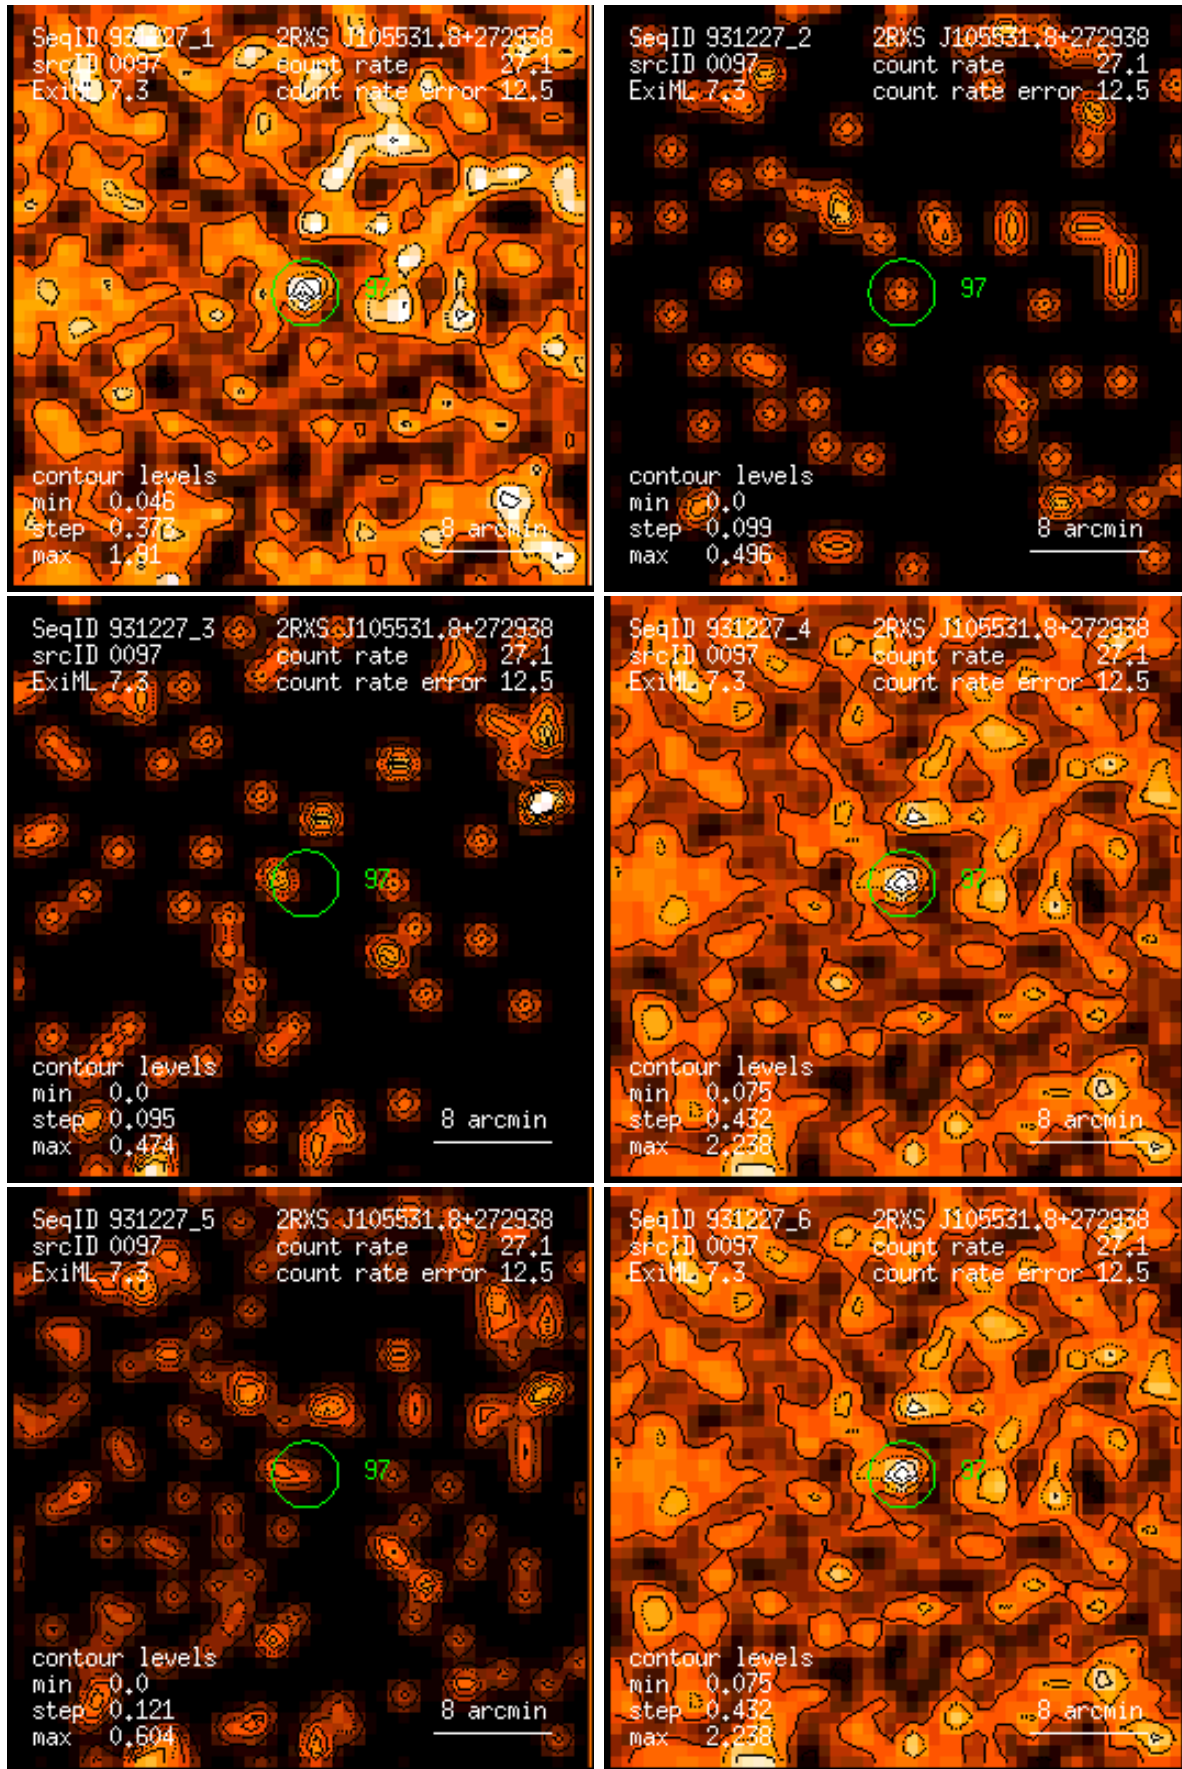 SeqID 931227_1 2RXS J105531.8+272938
srcID 0097 count rate 27.1
ExiML 7.3 count rate error 12.5
97
contour levels
min 0.046
step 0.373 8 arcmin
max 1.91
SeqID 931227_2 2RXS J105531.8+272938
srcID 0097 count rate 27.1
ExiML 7.3 count rate error 12.5
97
contour levels
min 0.0
step 0.099 8 arcmin
max 0.496
SeqID 931227_3 2RXS J105531.8+272938
srcID 0097 count rate 27.1
ExiML 7.3 count rate error 12.5
97
contour levels
min 0.0
step 0.095 8 arcmin
max 0.474
SeqID 931227_4 2RXS J105531.8+272938
srcID 0097 count rate 27.1
ExiML 7.3 count rate error 12.5
97
contour levels
min 0.075
step 0.432 8 arcmin
max 2.238
SeqID 931227_5 2RXS J105531.8+272938
srcID 0097 count rate 27.1
ExiML 7.3 count rate error 12.5
97
contour levels
min 0.0
step 0.121 8 arcmin
max 0.604
SeqID 931227_6 2RXS J105531.8+272938
srcID 0097 count rate 27.1
ExiML 7.3 count rate error 12.5
97
contour levels
min 0.075
step 0.432 8 arcmin
max 2.238